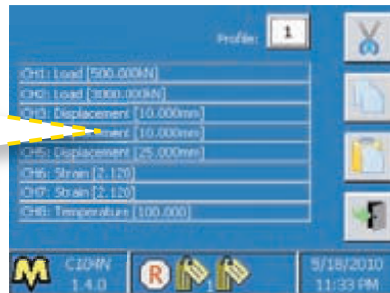 Profile: 1
CH1: Load [500.000kN]
CH2: Load [3000.000kN]
CH3: Displacement [10.000mm]
ment [10.000mm]
CH5: Displacement [25.000mm]
CH6: Strain [2.120]
CH7: Strain [2.120]
CH8: Temperature [100.000]
C104N
1.4.0
R
1
5/18/2010
11:33 PM